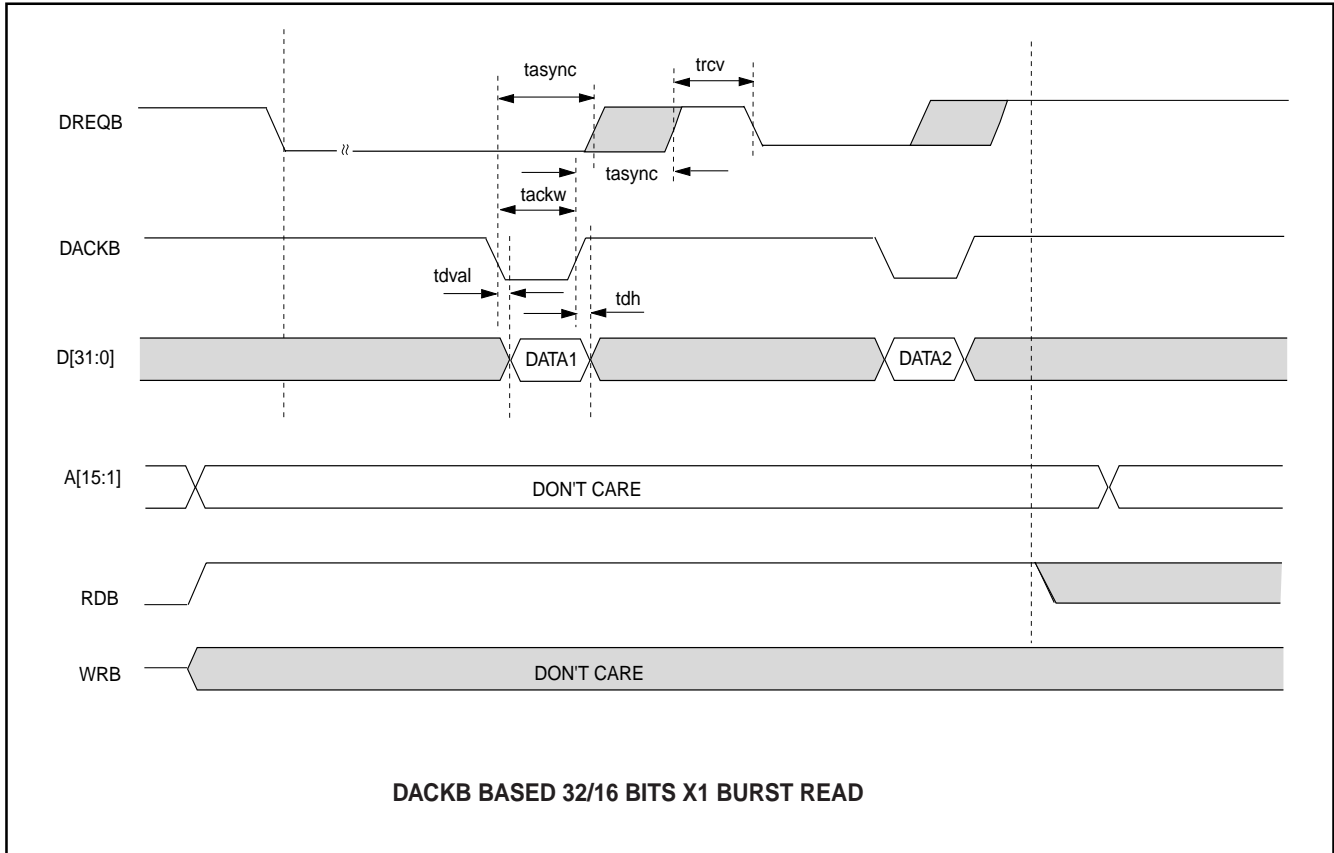 tasync
trcv
DREQB
tasync
tackw
DACKB
tdval
tdh
D[31:0]
DATA1
DATA2
A[15:1]
DON'T CARE
RDB
WRB
DON'T CARE
DACKB BASED 32/16 BITS X1 BURST READ